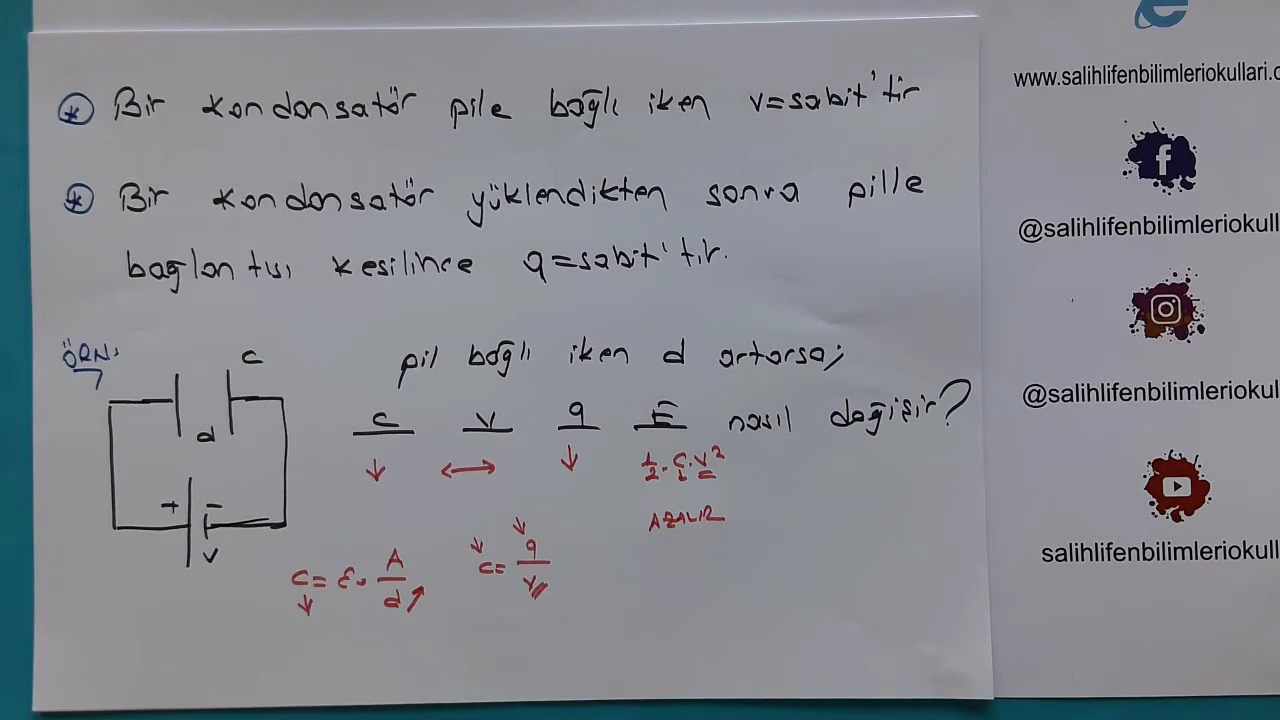 * Bir kondansatör pile bağlı iken v=sabit'tir
* Bir kondansatör yüklendikten sonra pille
bağlantısı kesilince q=sabit'tir.
ÖRN:
C
d
+ -
V
pil bağlı iken d artarsa;
C V q E nasıl değişir?
↓ ↔ ↓ 1/2 . C . V²
AZALIR
C = ε . A/d ↗
↓
↓ C = q/V ↓
www.salihlifenbilimleriokullari.c
@salihlifenbilimleriokull
@salihlifenbilimleriokull
salihlifenbilimleriokull